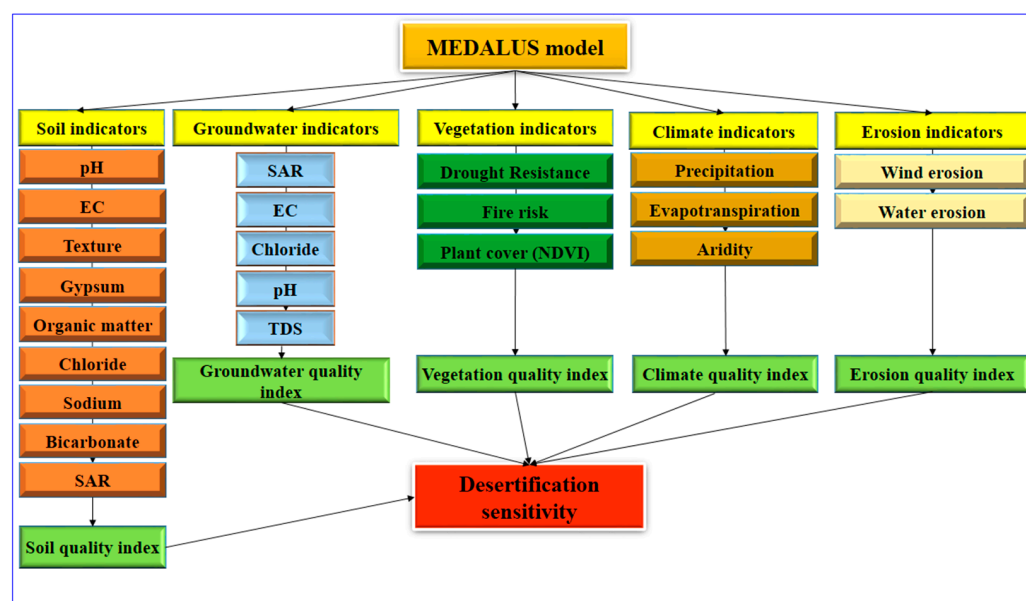 MEDALUS model
Soil indicators
pH
EC
Texture
Gypsum
Organic matter
Chloride
Sodium
Bicarbonate
SAR
Soil quality index
Groundwater indicators
SAR
EC
Chloride
pH
TDS
Groundwater quality
index
Vegetation indicators
Drought Resistance
Fire risk
Plant cover (NDVI)
Vegetation quality index
Climate indicators
Precipitation
Evapotranspiration
Aridity
Climate quality index
Erosion indicators
Wind erosion
Water erosion
Erosion quality index
Desertification
sensitivity